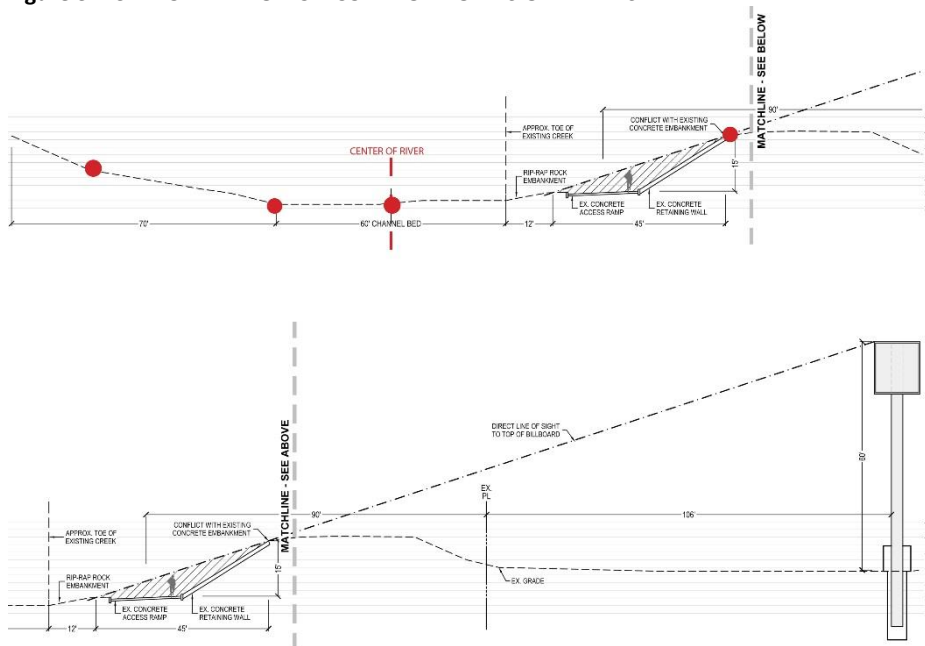 MATCHLINE - SEE BELOW
90'
APPROX. TOE OF
EXISTING CREEK
CONFLICT WITH EXISTING
CONCRETE EMBANKMENT
CENTER OF RIVER
RIP-RAP ROCK
EMBANKMENT
15'
EX. CONCRETE
ACCESS RAMP
EX. CONCRETE
RETAINING WALL
70'
60' CHANNEL BED
12'
45'
MATCHLINE - SEE ABOVE
DIRECT LINE OF SIGHT
TO TOP OF BILLBOARD
EX.
PL
90'
106'
APPROX. TOE OF
EXISTING CREEK
CONFLICT WITH EXISTING
CONCRETE EMBANKMENT
15'
EX. GRADE
RIP-RAP ROCK
EMBANKMENT
EX. CONCRETE
ACCESS RAMP
EX. CONCRETE
RETAINING WALL
12'
45'